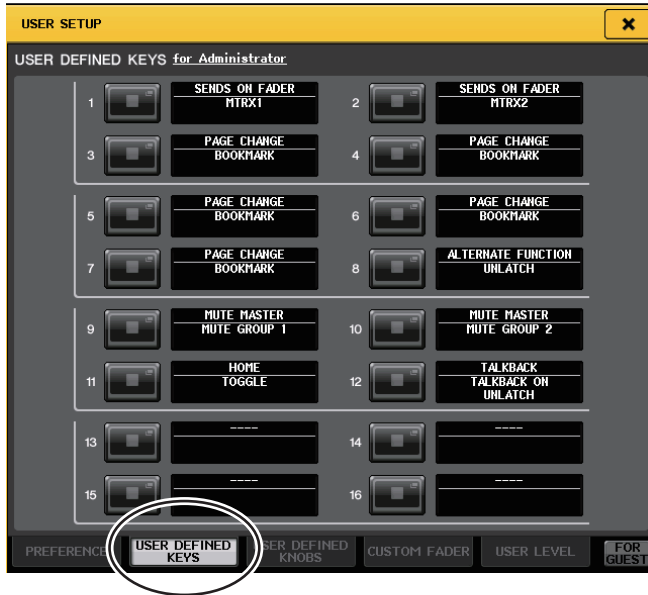 USER SETUP
USER DEFINED KEYS for Administrator
1 SENDS ON FADER
MTRX1
2 SENDS ON FADER
MTRX2
3 PAGE CHANGE
BOOKMARK
4 PAGE CHANGE
BOOKMARK
5 PAGE CHANGE
BOOKMARK
6 PAGE CHANGE
BOOKMARK
7 PAGE CHANGE
BOOKMARK
8 ALTERNATE FUNCTION
UNLATCH
9 MUTE MASTER
MUTE GROUP 1
10 MUTE MASTER
MUTE GROUP 2
11 HOME
TOGGLE
12 TALKBACK
TALKBACK ON
UNLATCH
13 ----
14 ----
15 ----
16 ----
PREFERENCE
USER DEFINED
KEYS
USER DEFINED
KNOBS
CUSTOM FADER
USER LEVEL
FOR
GUEST